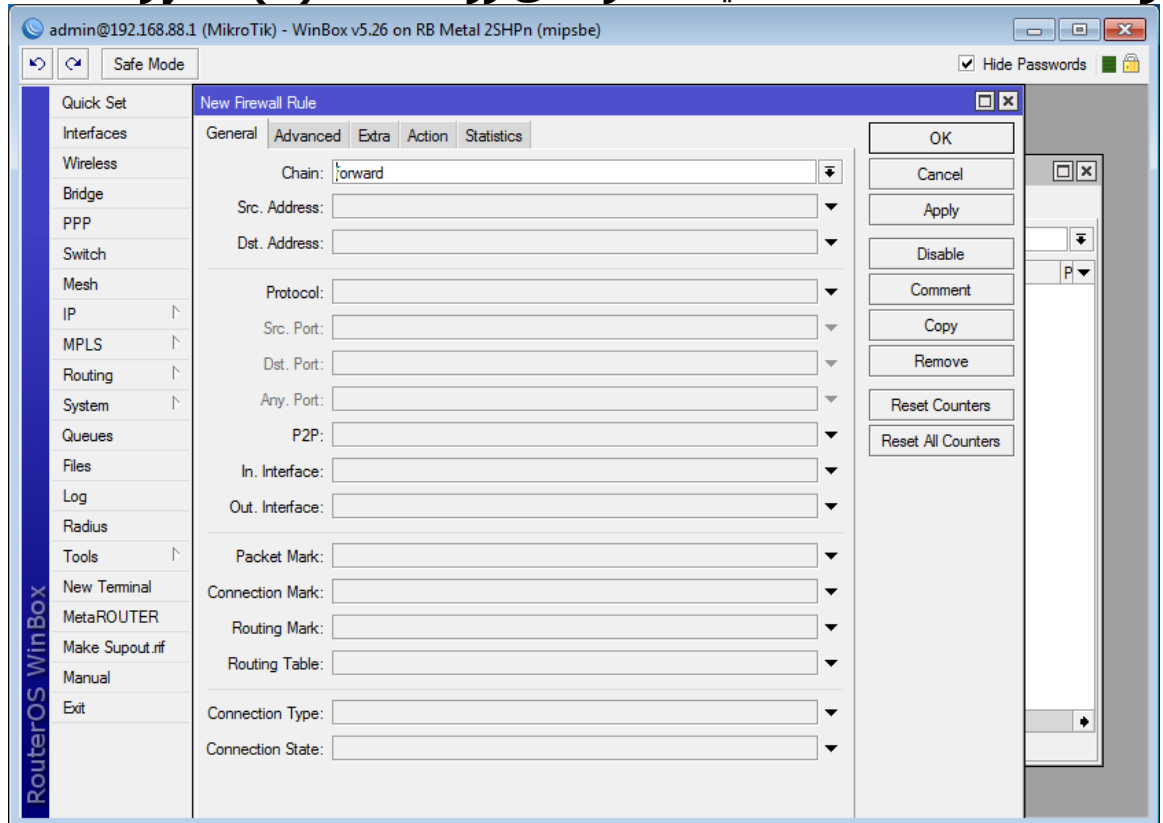 admin@192.168.88.1 (MikroTik) - WinBox v5.26 on RB Metal 2SHPn (mipsbe)
Safe Mode
Hide Passwords
Quick Set
Interfaces
Wireless
Bridge
PPP
Switch
Mesh
IP
MPLS
Routing
System
Queues
Files
Log
Radius
Tools
New Terminal
MetaROUTER
Make Supout.rif
Manual
Exit
RouterOS WinBox
New Firewall Rule
General Advanced Extra Action Statistics
Chain: forward
Src. Address:
Dst. Address:
Protocol:
Src. Port:
Dst. Port:
Any. Port:
P2P:
In. Interface:
Out. Interface:
Packet Mark:
Connection Mark:
Routing Mark:
Routing Table:
Connection Type:
Connection State:
OK
Cancel
Apply
Disable
Comment
Copy
Remove
Reset Counters
Reset All Counters
P